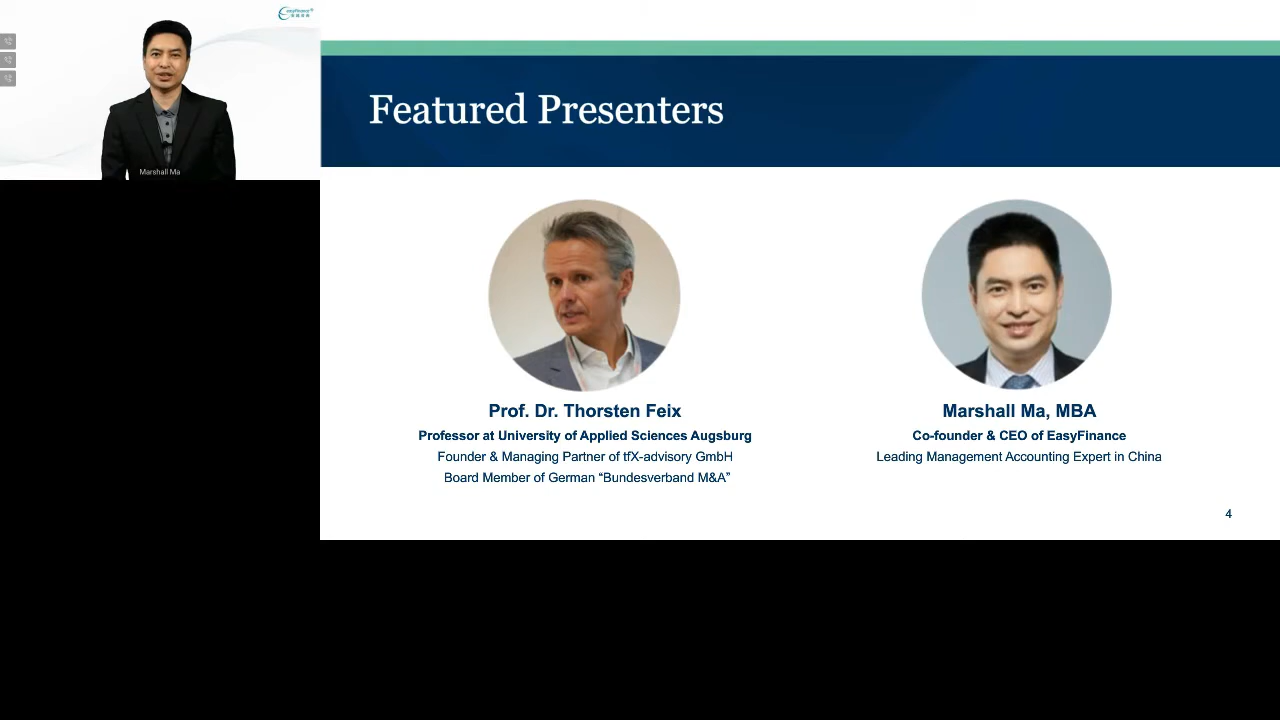 easyfinance
Marshall Ma
Featured Presenters
Prof. Dr. Thorsten Feix
Professor at University of Applied Sciences Augsburg
Founder & Managing Partner of tfX-advisory GmbH
Board Member of German “Bundesverband M&A”
Marshall Ma, MBA
Co-founder & CEO of EasyFinance
Leading Management Accounting Expert in China
4